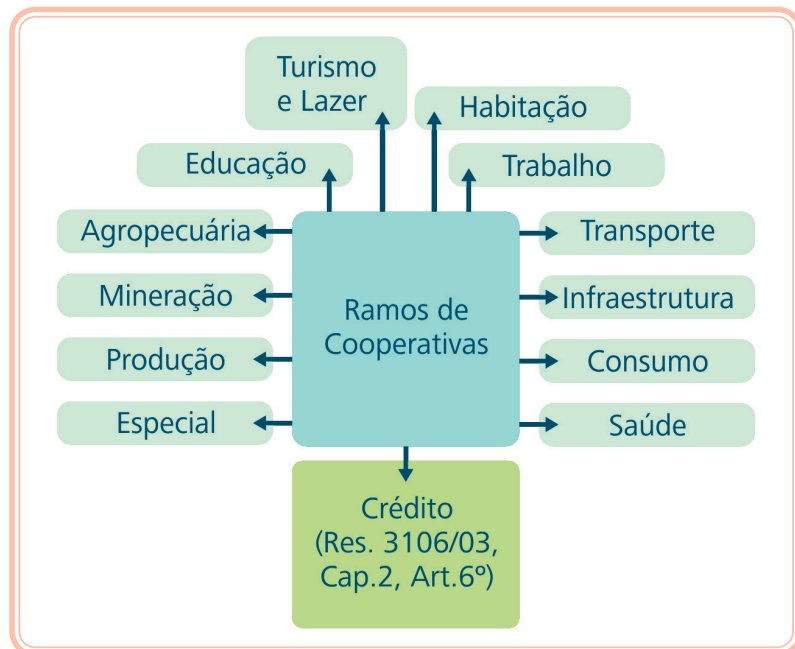 Turismo
e Lazer
Habitação
Educação
Trabalho
Agropecuária
Transporte
Mineração
Infraestrutura
Ramos de
Cooperativas
Produção
Consumo
Especial
Saúde
Crédito
(Res. 3106/03,
Cap.2, Art.6º)